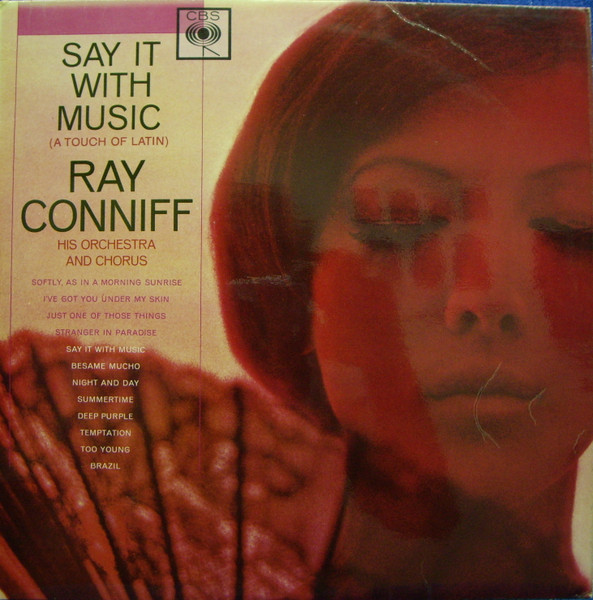 CBS
SAY IT
WITH
MUSIC
(A TOUCH OF LATIN)
RAY
CONNIFF
HIS ORCHESTRA
AND CHORUS
SOFTLY, AS IN A MORNING SUNRISE
I'VE GOT YOU UNDER MY SKIN
JUST ONE OF THOSE THINGS
STRANGER IN PARADISE
SAY IT WITH MUSIC
BESAME MUCHO
NIGHT AND DAY
SUMMERTIME
DEEP PURPLE
TEMPTATION
TOO YOUNG
BRAZIL